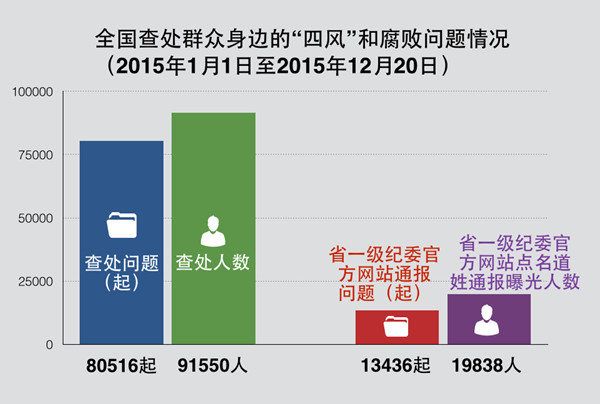 全国查处群众身边的“四风”和腐败问题情况
（2015年1月1日至2015年12月20日）
100000
75000
50000
25000
0
查处问题
（起）
查处人数
省一级纪委官
方网站通报
问题（起）
省一级纪委官
方网站点名道
姓通报曝光人数
80516起
91550人
13436起
19838人